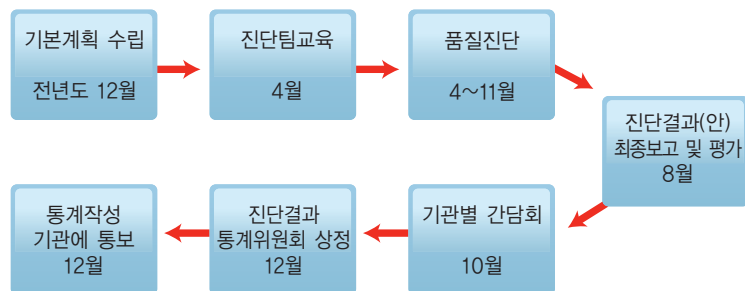 기본계획 수립
전년도 12월
진단팀교육
4월
품질진단
4~11월
진단결과(안)
최종보고 및 평가
8월
기관별 간담회
10월
진단결과
통계위원회 상정
12월
통계작성
기관에 통보
12월